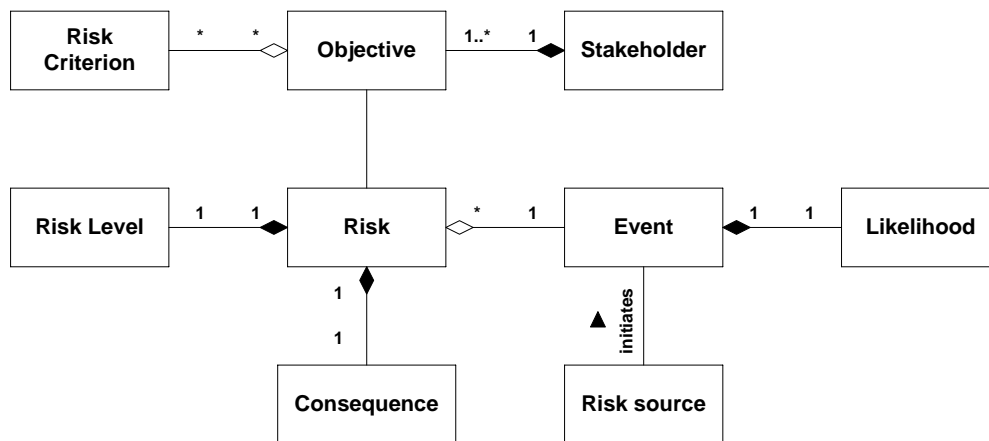 Risk
Criterion
*
*
Objective
1..*
1
Stakeholder
Risk Level
1
1
Risk
*
1
Event
1
1
Likelihood
1
1
initiates
Consequence
Risk source